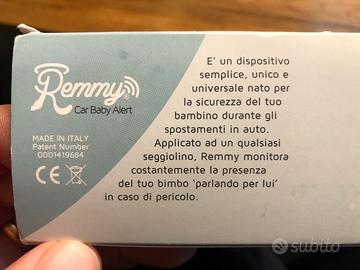 Remmy
Car Baby Alert
MADE IN ITALY
Patent Number
0001419684
CE
E' un dispositivo
semplice, unico e
universale nato per
la sicurezza del tuo
bambino durante gli
spostamenti in auto.
Applicato ad un qualsiasi
seggiolino, Remmy monitora
costantemente la presenza
del tuo bimbo 'parlando per lui'
in caso di pericolo.
subito